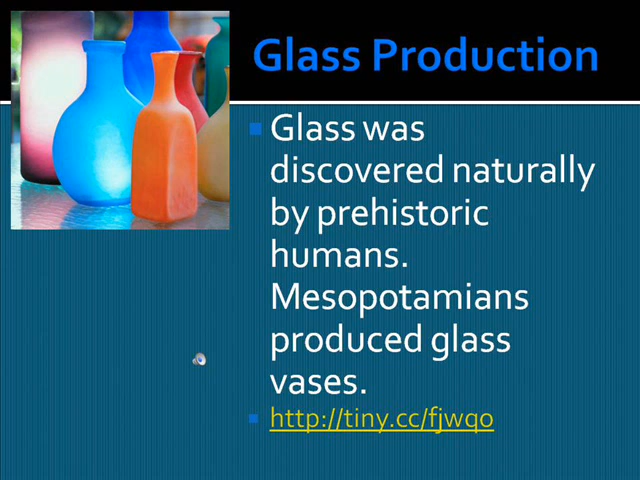 Glass Production
Glass was
discovered naturally
by prehistoric
humans.
Mesopotamians
produced glass
vases.
http://tiny.cc/fjwqo